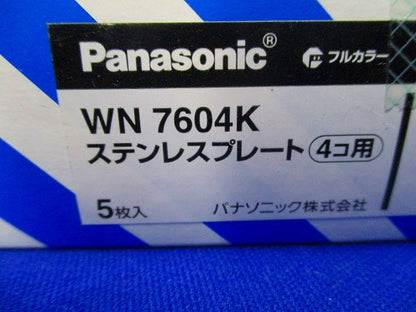 Panasonic® フルカラー
WN 7604K
ステンレスプレート 4コ用
5枚入 パナソニック株式会社